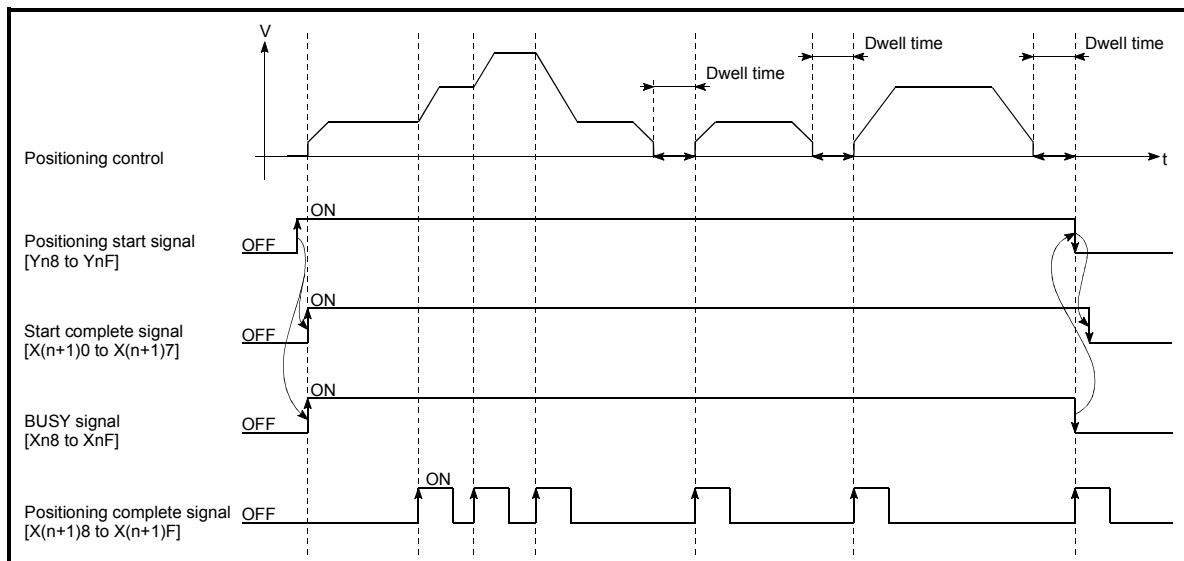 V
Dwell time
Dwell time
Dwell time
Positioning control
t
ON
Positioning start signal
[Yn8 to YnF]
OFF
ON
Start complete signal
[X(n+1)0 to X(n+1)7]
OFF
ON
BUSY signal
[Xn8 to XnF]
OFF
ON
Positioning complete signal
[X(n+1)8 to X(n+1)F]
OFF